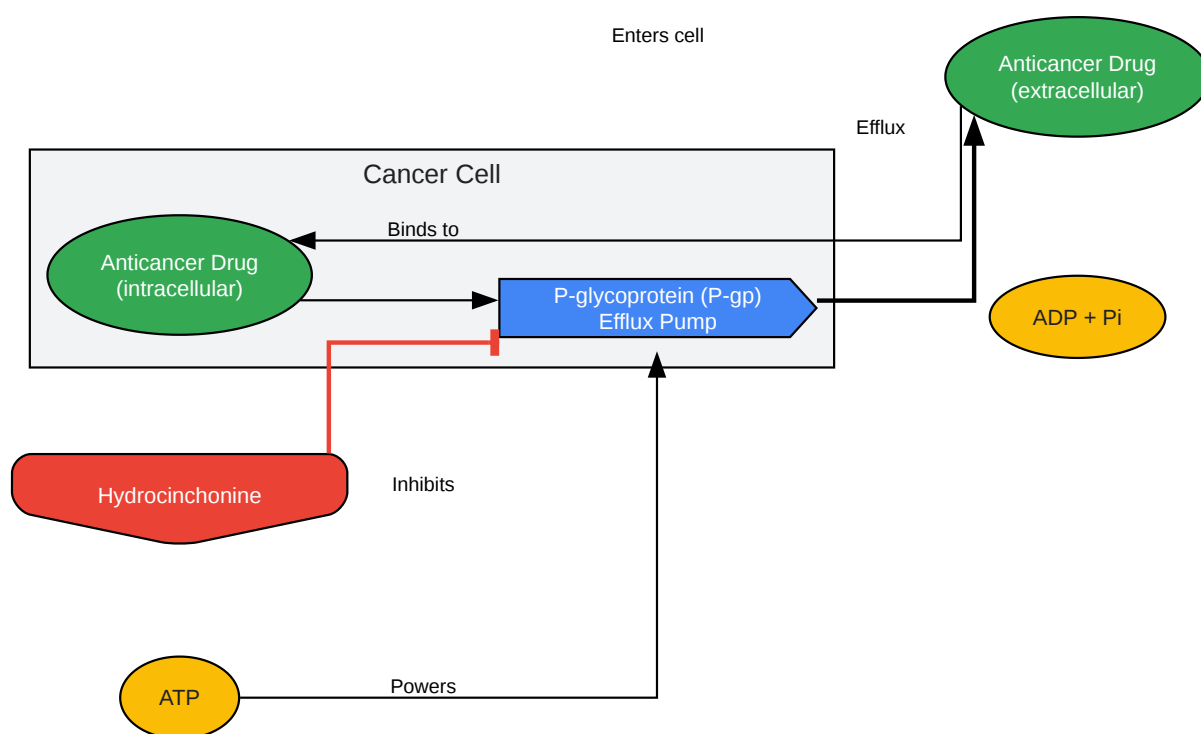 Enters cell
Anticancer Drug
(extracellular)
Efflux
Cancer Cell
Binds to
Anticancer Drug
(intracellular)
P-glycoprotein (P-gp)
Efflux Pump
ADP + Pi
Hydrocinchonine
Inhibits
ATP
Powers